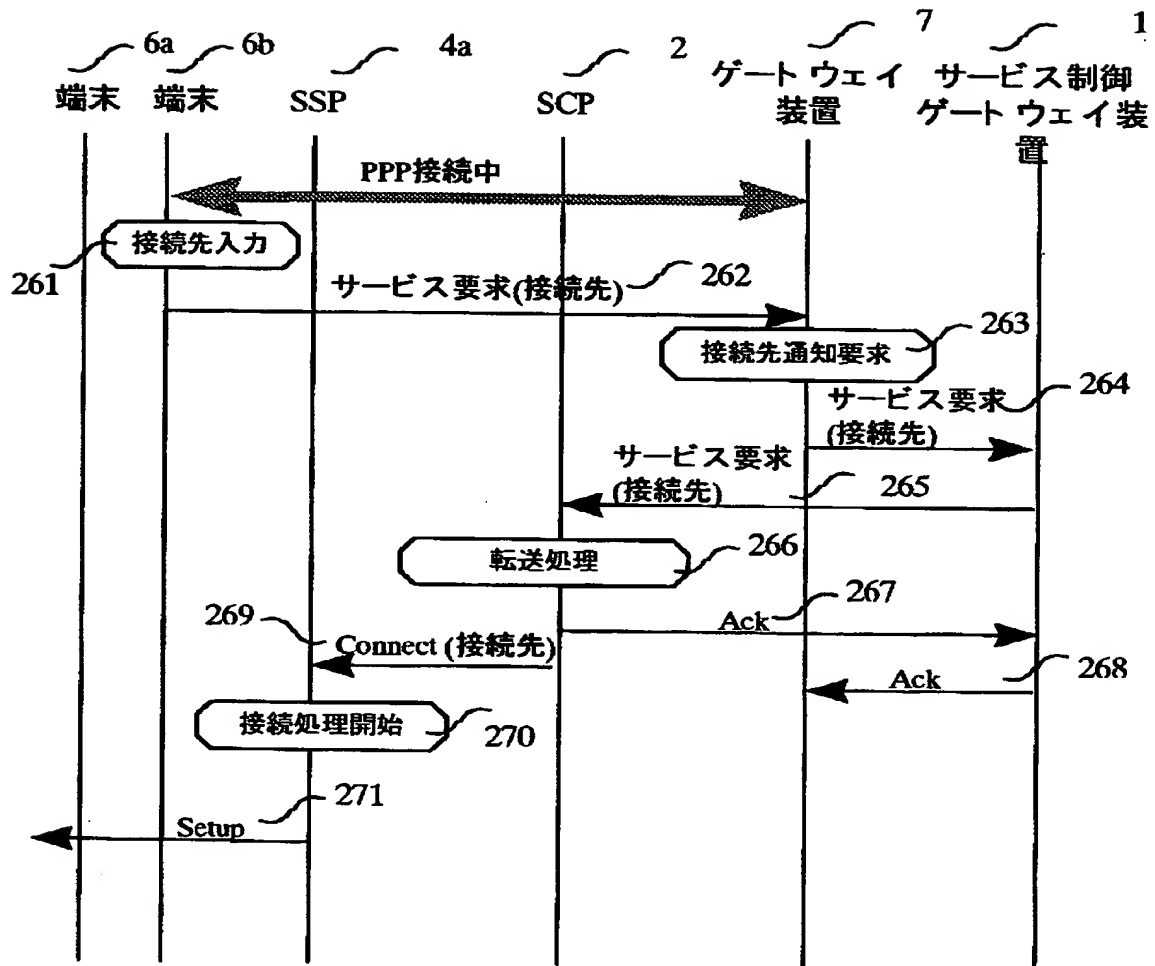 6a
6b
4a
2
7
1
端末
端末
SSP
SCP
ゲートウェイ
装置
サービス制御
ゲートウェイ装
置
PPP接続中
接続先入力
261
サービス要求(接続先)
262
接続先通知要求
263
サービス要求
(接続先)
264
サービス要求
(接続先)
265
転送処理
266
Ack
267
269
Connect (接続先)
Ack
268
接続処理開始
270
271
Setup